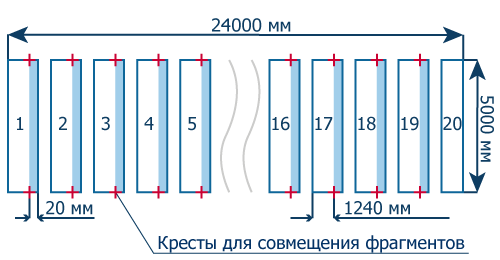 24000 мм
1 2 3 4 5 16 17 18 19 20
5000 мм
20 мм 1240 мм
Кресты для совмещения фрагментов